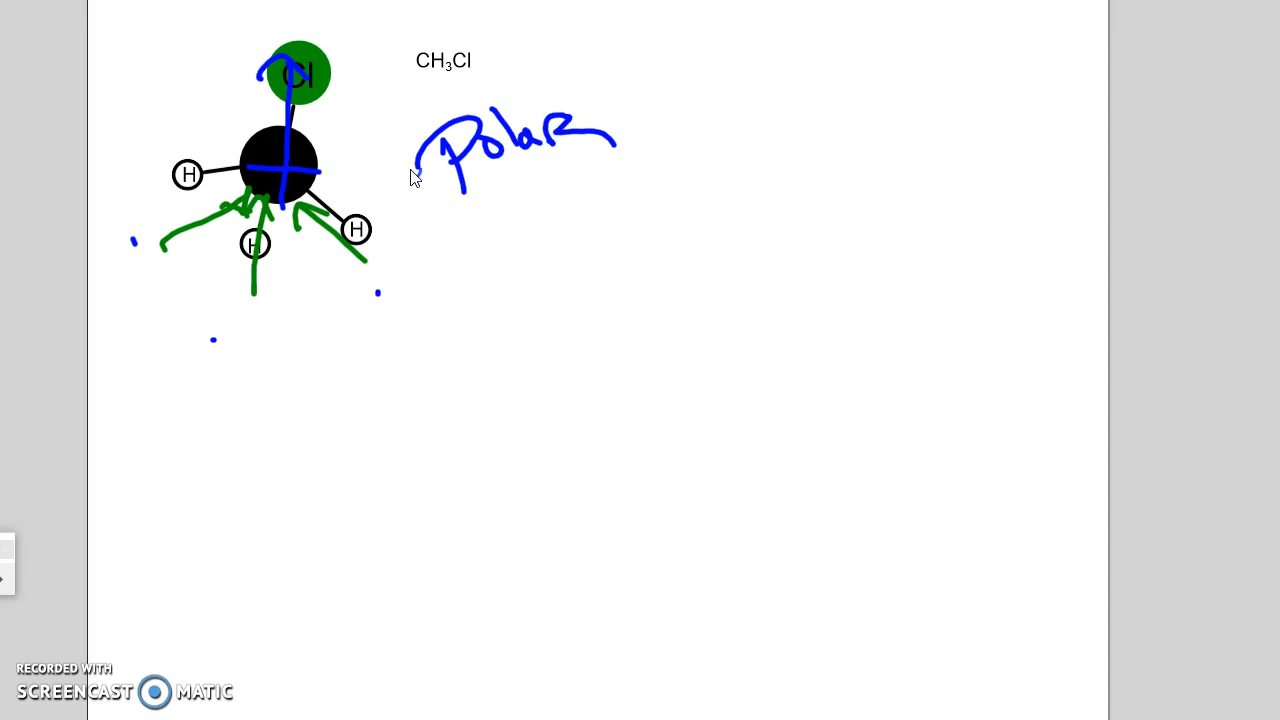 Cl
CH₃Cl
Polar
H
H
H
RECORDED WITH
SCREENCAST MATIC